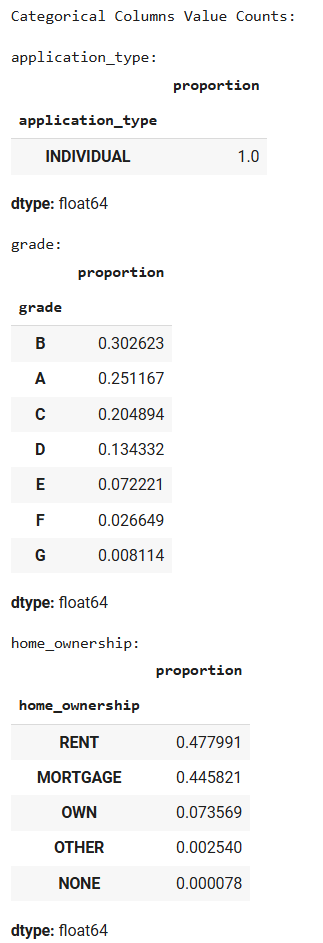 Categorical Columns Value Counts:
application_type:
proportion
application_type
INDIVIDUAL 1.0
dtype: float64
grade:
proportion
grade
B 0.302623
A 0.251167
C 0.204894
D 0.134332
E 0.072221
F 0.026649
G 0.008114
dtype: float64
home_ownership:
proportion
home_ownership
RENT 0.477991
MORTGAGE 0.445821
OWN 0.073569
OTHER 0.002540
NONE 0.000078
dtype: float64